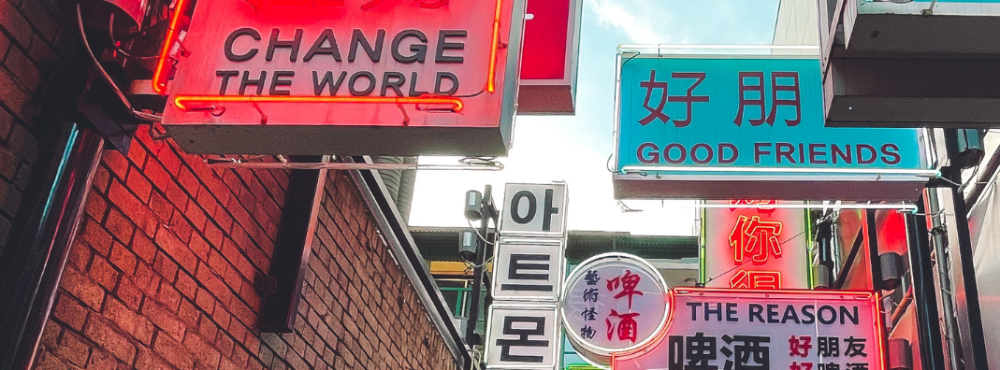 CHANGE
THE WORLD
好朋
GOOD FRIENDS
아
트
몬
藝術怪物
啤酒
你
THE REASON
啤酒
好朋友